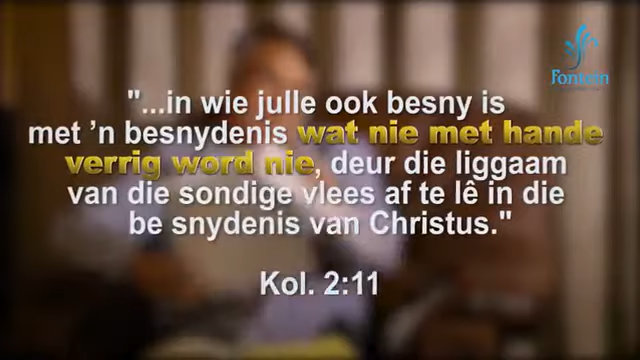 Fontein
"...in wie julle ook besny is
met 'n besnydenis wat nie met hande
verrig word nie, deur die liggaam
van die sondige vlees af te lê in die
be snydenis van Christus."
Kol. 2:11